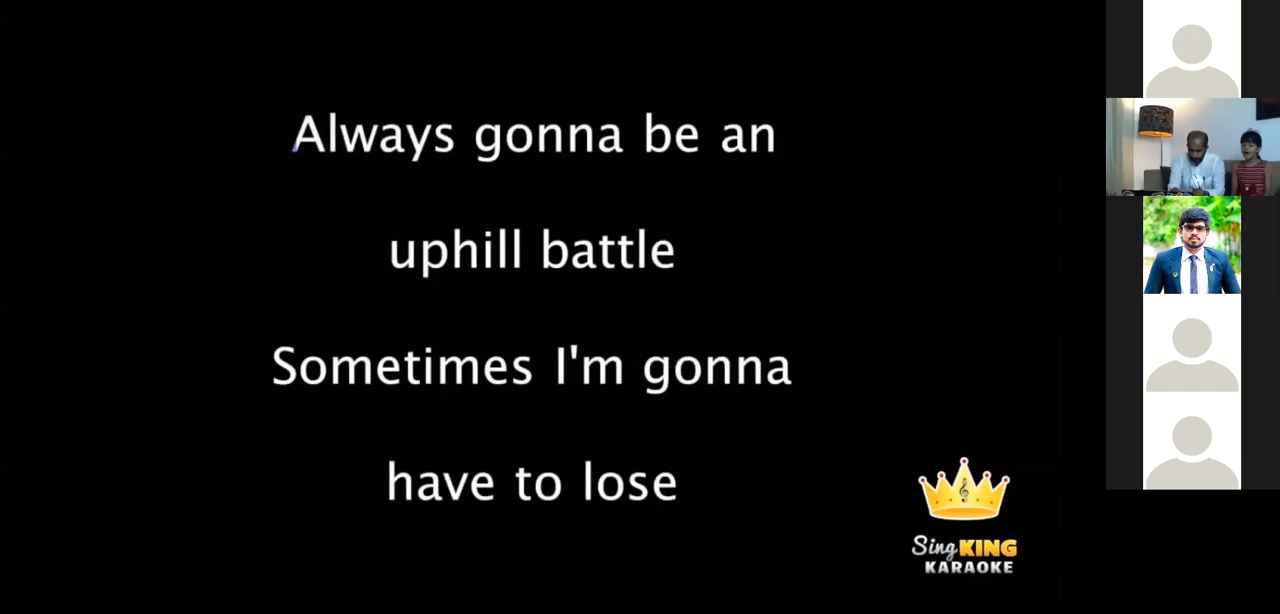 Always gonna be an
uphill battle
Sometimes I'm gonna
have to lose
Sing KING
KARAOKE